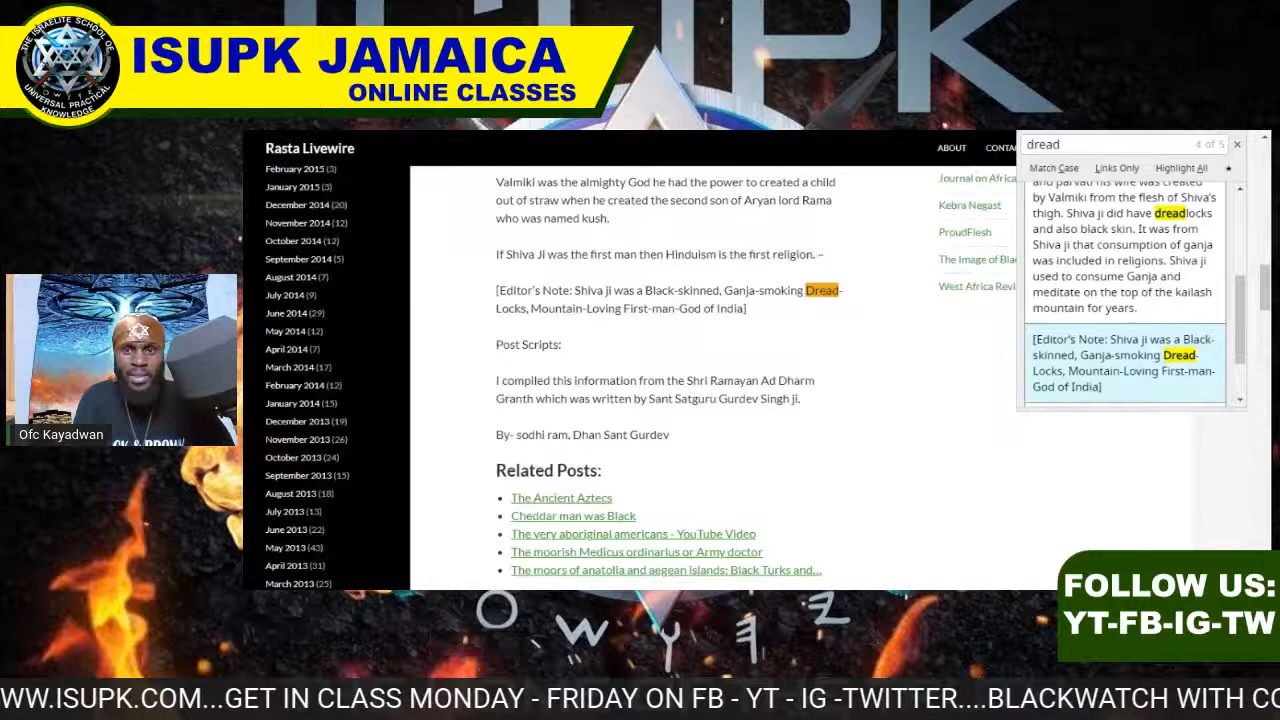 THE ISRAELITE SCHOOL OF
UNIVERSAL PRACTICAL
KNOWLEDGE
ISUPK JAMAICA
ONLINE CLASSES
PK
Rasta Livewire
ABOUT
February 2015 (3)
January 2015 (3)
December 2014 (20)
November 2014 (12)
October 2014 (12)
September 2014 (5)
August 2014 (7)
July 2014 (9)
June 2014 (29)
May 2014 (12)
April 2014 (7)
March 2014 (17)
February 2014 (12)
January 2014 (15)
December 2013 (19)
November 2013 (26)
October 2013 (24)
September 2013 (15)
August 2013 (18)
July 2013 (13)
June 2013 (22)
May 2013 (43)
April 2013 (31)
March 2013 (25)
Valmiki was the almighty God he had the power to created a child
out of straw when he created the second son of Aryan lord Rama
who was named kush.
If Shiva Ji was the first man then Hinduism is the first religion. –
[Editor's Note: Shiva ji was a Black-skinned, Ganja-smoking Dread-
Locks, Mountain-Loving First-man-God of India]
Post Scripts:
I compiled this information from the Shri Ramayan Ad Dharm
Granth which was written by Sant Satguru Gurdev Singh ji.
By- sodhi ram, Dhan Sant Gurdev
Related Posts:
The Ancient Aztecs
Cheddar man was Black
The very aboriginal americans - YouTube Video
The moorish Medicus ordinarius or Army doctor
The moors of anatolia and aegean islands: Black Turks and...
CONTA
Journal on Africa
Kebra Negast
ProudFlesh
The Image of Bla
West Africa Revi
dread
4 of 5
Match Case
Links Only
Highlight All
and parvati his wife was created
by Valmiki from the flesh of Shiva's
thigh. Shiva ji did have dreadlocks
and also black skin. It was from
Shiva ji that consumption of ganja
was included in religions. Shiva ji
used to consume Ganja and
meditate on the top of the kailash
mountain for years.
[Editor's Note: Shiva ji was a Black-
skinned, Ganja-smoking Dread-
Locks, Mountain-Loving First-man-
God of India]
Ofc Kayadwan
FOLLOW US:
YT-FB-IG-TW
WW.ISUPK.COM...GET IN CLASS MONDAY - FRIDAY ON FB - YT - IG -TWITTER....BLACKWATCH WITH CO